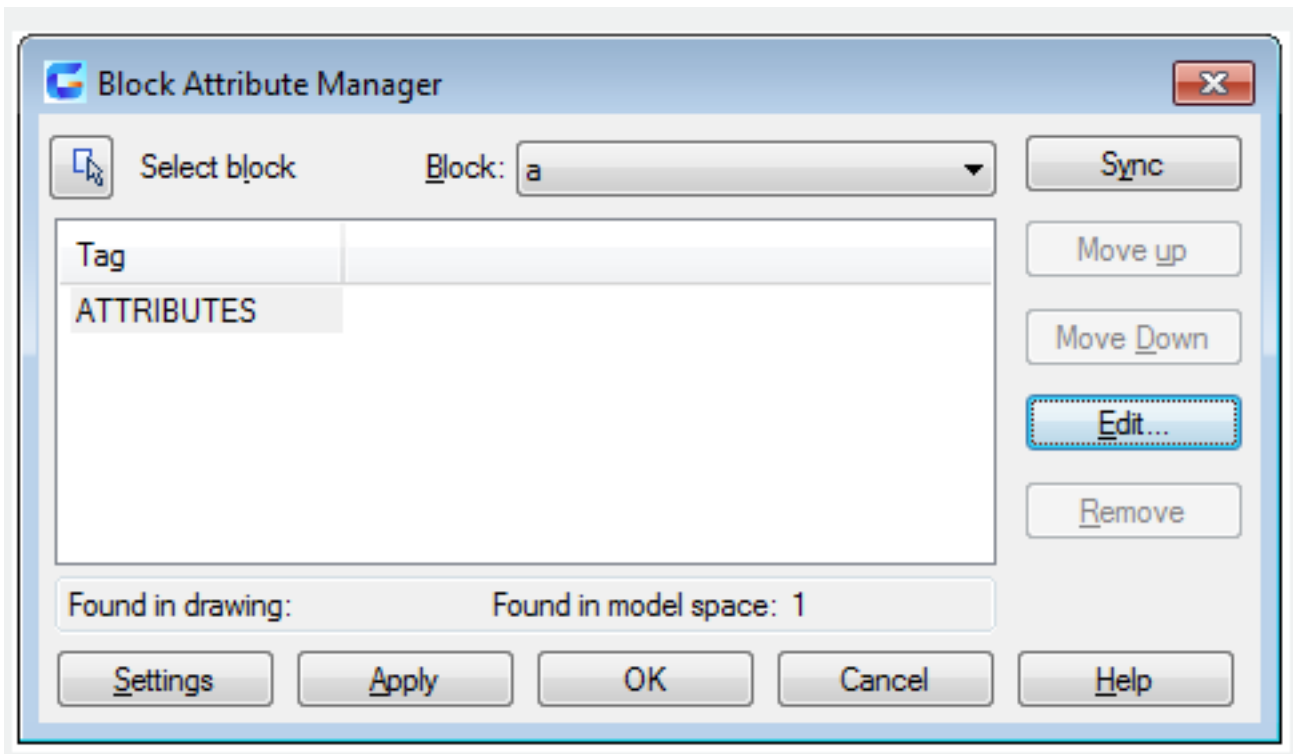 Block Attribute Manager
Select block Block: a Sync
Tag Move up
ATTRIBUTES
Move Down
Edit...
Remove
Found in drawing: Found in model space: 1
Settings Apply OK Cancel Help